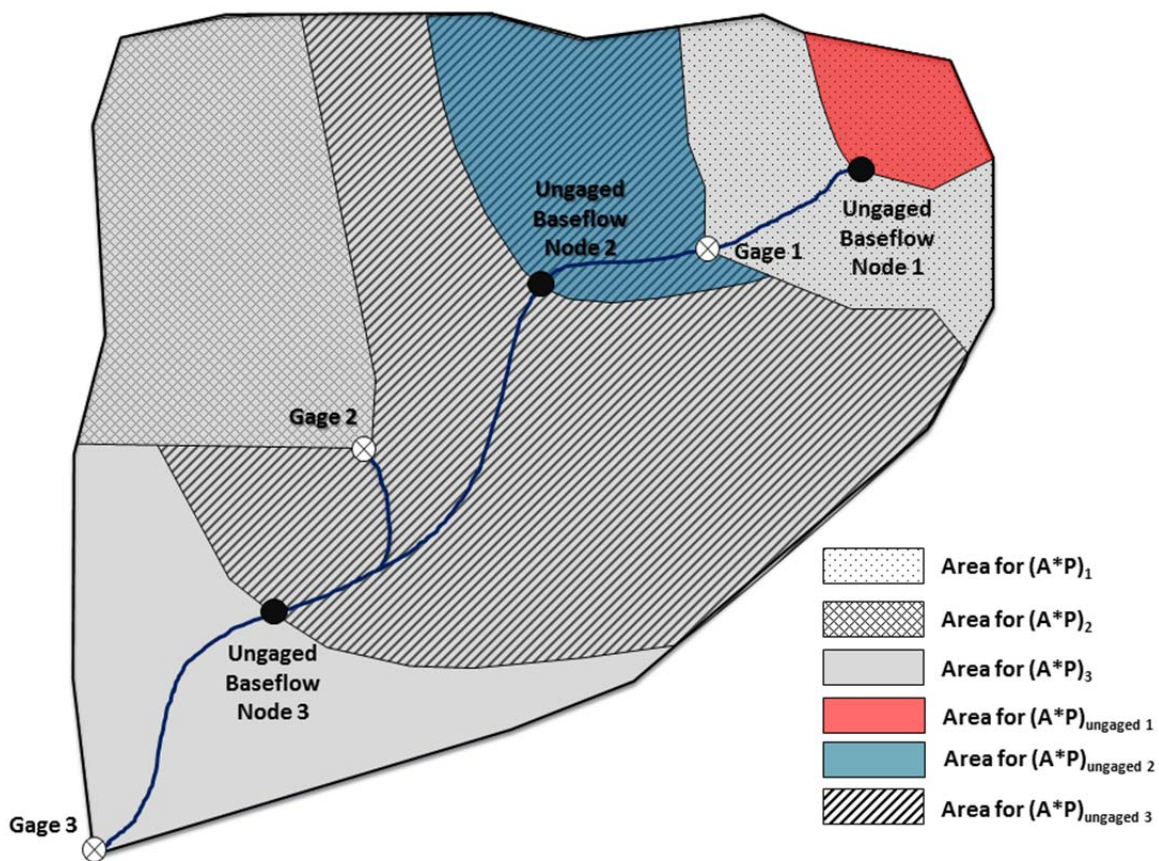 Ungaged
Baseflow
Node 2
Ungaged
Baseflow
Node 1
Gage 1
Gage 2
Ungaged
Baseflow
Node 3
Gage 3
Area for (A*P)1
Area for (A*P)2
Area for (A*P)3
Area for (A*P)ungaged 1
Area for (A*P)ungaged 2
Area for (A*P)ungaged 3